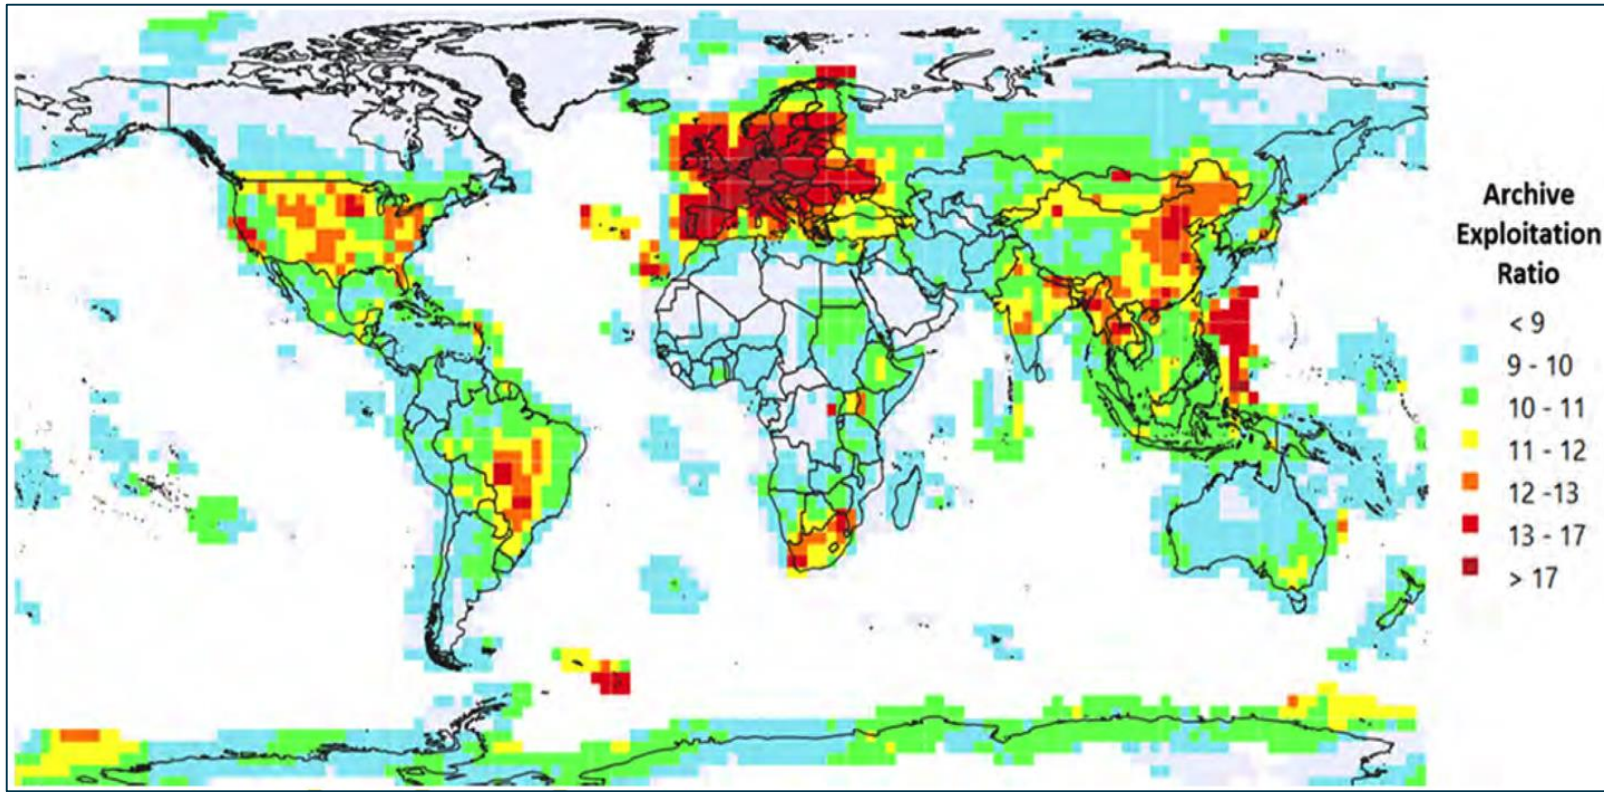 Archive
Exploitation
Ratio
< 9
9 - 10
10 - 11
11 - 12
12 -13
13 - 17
> 17